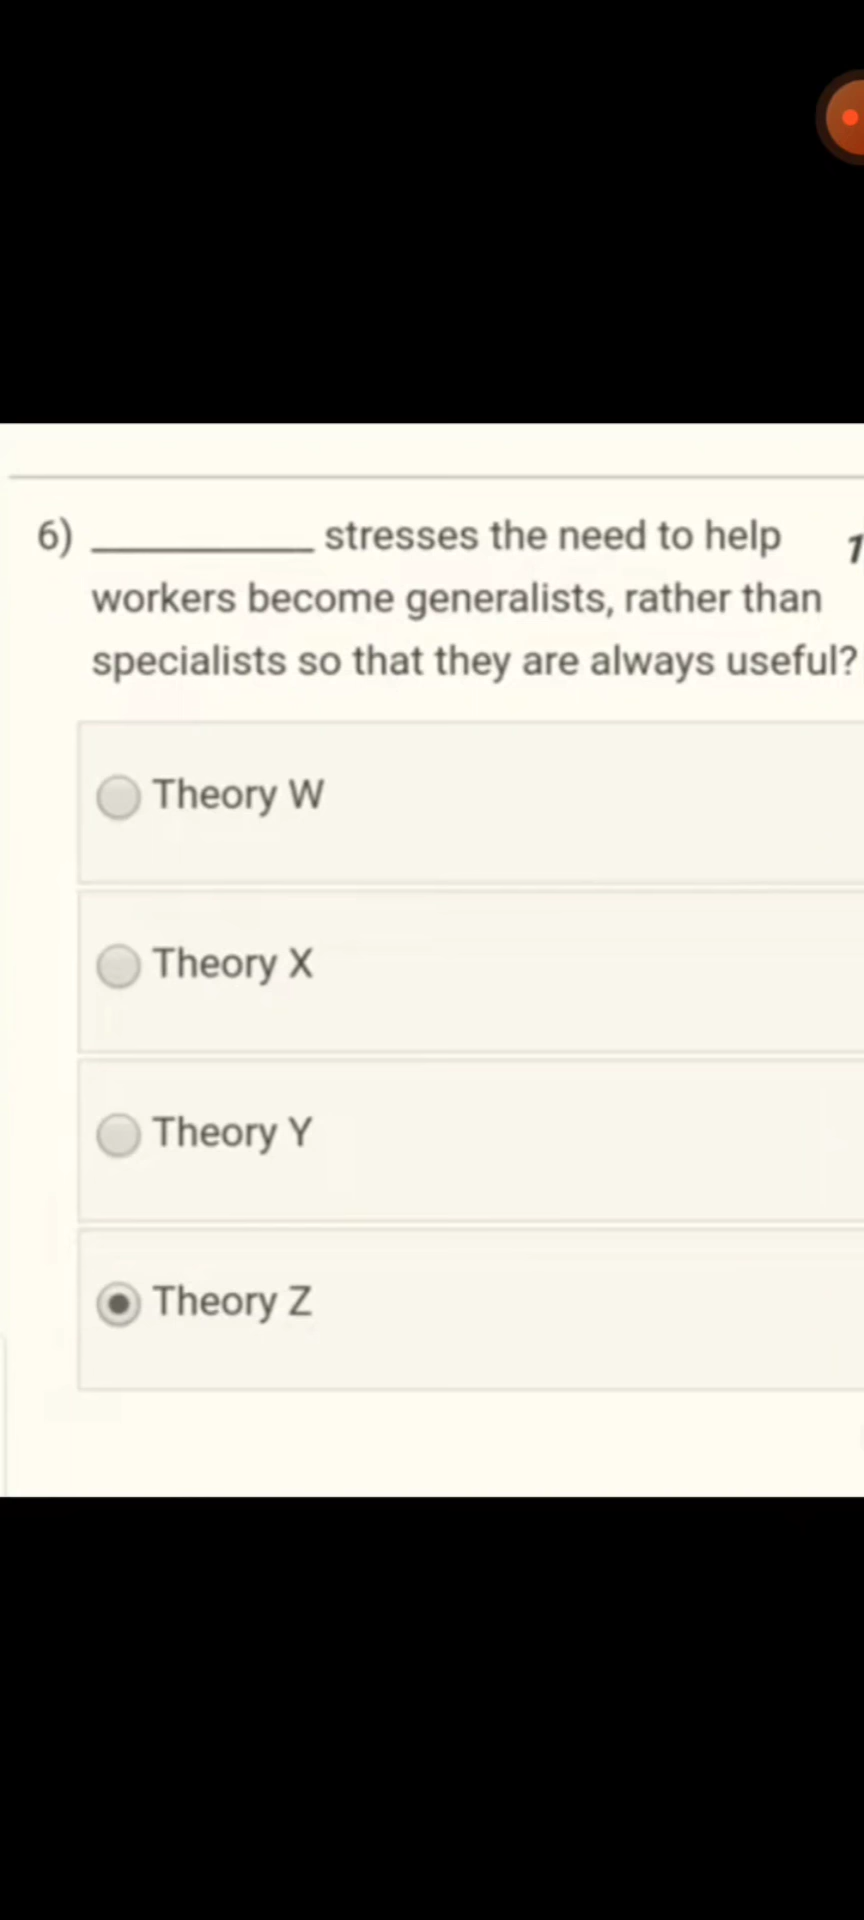 6) __________ stresses the need to help
workers become generalists, rather than
specialists so that they are always useful?
1
Theory W
Theory X
Theory Y
Theory Z